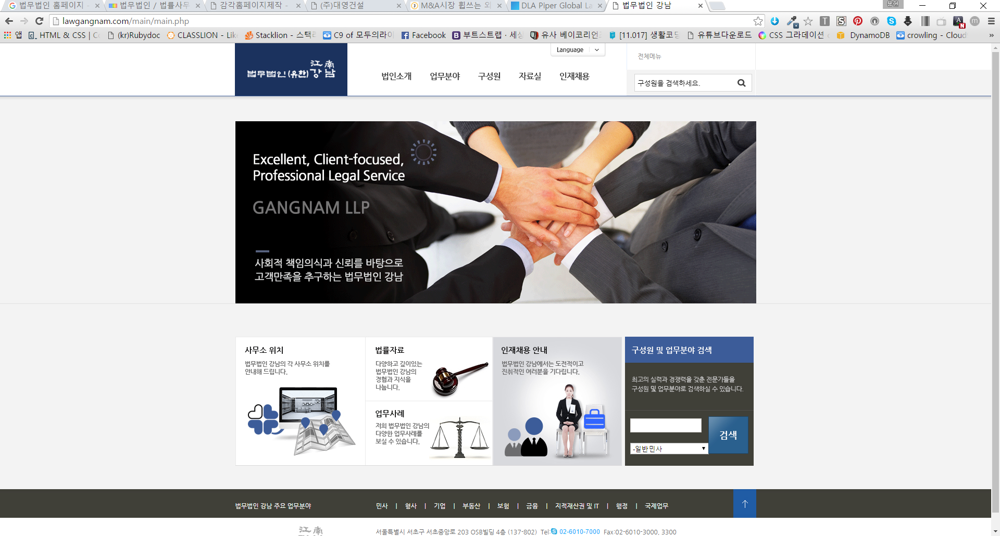 법무법인 홈페이지 -
법무법인 / 법률사무
감각홈페이지제작 -
(주)대영건설
M&A시장 휩쓰는 외
DLA Piper Global La
법무법인 강남
용현
lawgangnam.com/main/main.php
앱
HTML & CSS | Co
(kr)Rubydoc
CLASSLION - Like
Stacklion - 스택라
C9 of 모두의라이
Facebook
부트스트랩 · 세상
유사 베이코리언즈
[11.017] 생활코딩
유튜브다운로드
CSS 그라데이션
DynamoDB
crowling - Cloud
»
江南
법무법인(유한)강남
Language
전체메뉴
법인소개 업무분야 구성원 자료실 인재채용
구성원을 검색하세요.
Excellent, Client-focused,
Professional Legal Service
GANGNAM LLP
사회적 책임의식과 신뢰를 바탕으로
고객만족을 추구하는 법무법인 강남
사무소 위치
법무법인 강남의 각 사무소 위치를
안내해 드립니다.
법률자료
다양하고 깊이있는
법무법인 강남의
경험과 지식을
나눕니다.
업무사례
저희 법무법인 강남의
다양한 업무사례를
보실 수 있습니다.
인재채용 안내
법무법인 강남에서는 도전적이고
진취적인 여러분을 기다립니다.
구성원 및 업무분야 검색
최고의 실력과 경쟁력을 갖춘 전문가들을
구성원 및 업무분야로 검색하실 수 있습니다.
검색
-일반민사
법무법인 강남 주요 업무분야
민사 | 형사 | 기업 | 부동산 | 보험 | 금융 | 지적재산권 및 IT | 행정 | 국제업무
江南
서울특별시 서초구 서초중앙로 203 OSB빌딩 4층 (137-802) Tel:02-6010-7000 Fax:02-6010-3000, 3300